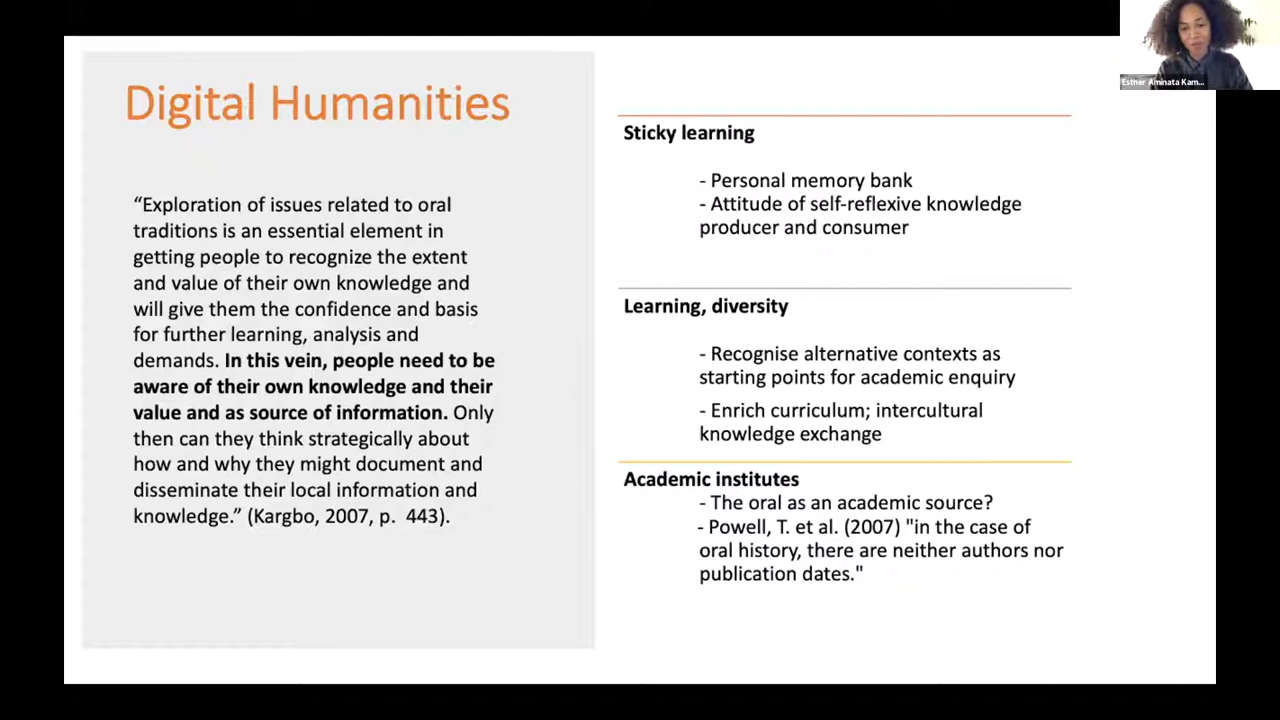 Digital Humanities
“Exploration of issues related to oral
traditions is an essential element in
getting people to recognize the extent
and value of their own knowledge and
will give them the confidence and basis
for further learning, analysis and
demands. In this vein, people need to be
aware of their own knowledge and their
value and as source of information. Only
then can they think strategically about
how and why they might document and
disseminate their local information and
knowledge.” (Kargbo, 2007, p.  443).
Sticky learning
- Personal memory bank
- Attitude of self-reflexive knowledge
producer and consumer
Learning, diversity
- Recognise alternative contexts as
starting points for academic enquiry
- Enrich curriculum; intercultural
knowledge exchange
Academic institutes
- The oral as an academic source?
- Powell, T. et al. (2007) "in the case of
oral history, there are neither authors nor
publication dates."
Esther Aminata Kam...